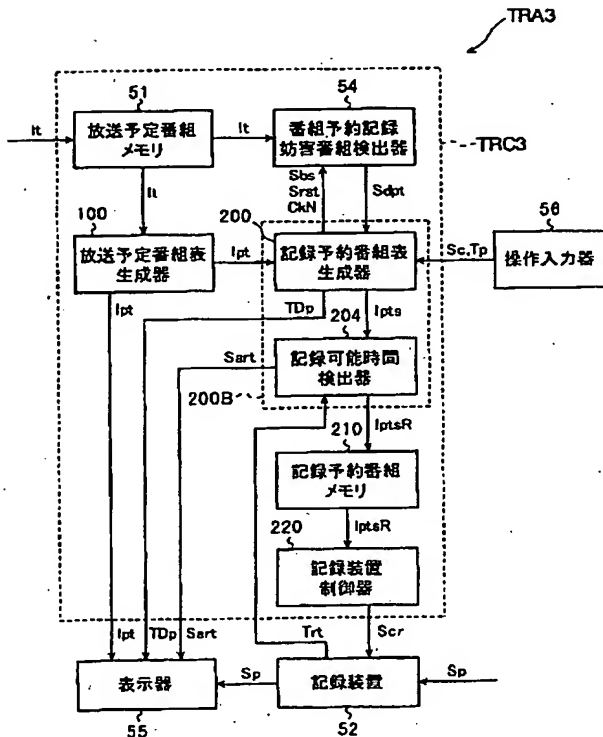 TRA3
51
54
It
放送予定番組
メモリ
It
番組予約記録
妨害番組検出器
TRC3
It
Sbs
Srst
CkN
Sdpt
100
200
56
放送予定番組表
生成器
Ipt
記録予約番組表
生成器
Sc,Tp
操作入力器
Ipt
TDp
Ipts
204
Sart
記録可能時間
検出器
200B
210
IptsR
記録予約番組
メモリ
220
IptsR
記録装置
制御器
Ipt
TDp
Sart
Trt
Scr
表示器
Sp
記録装置
Sp
55
52